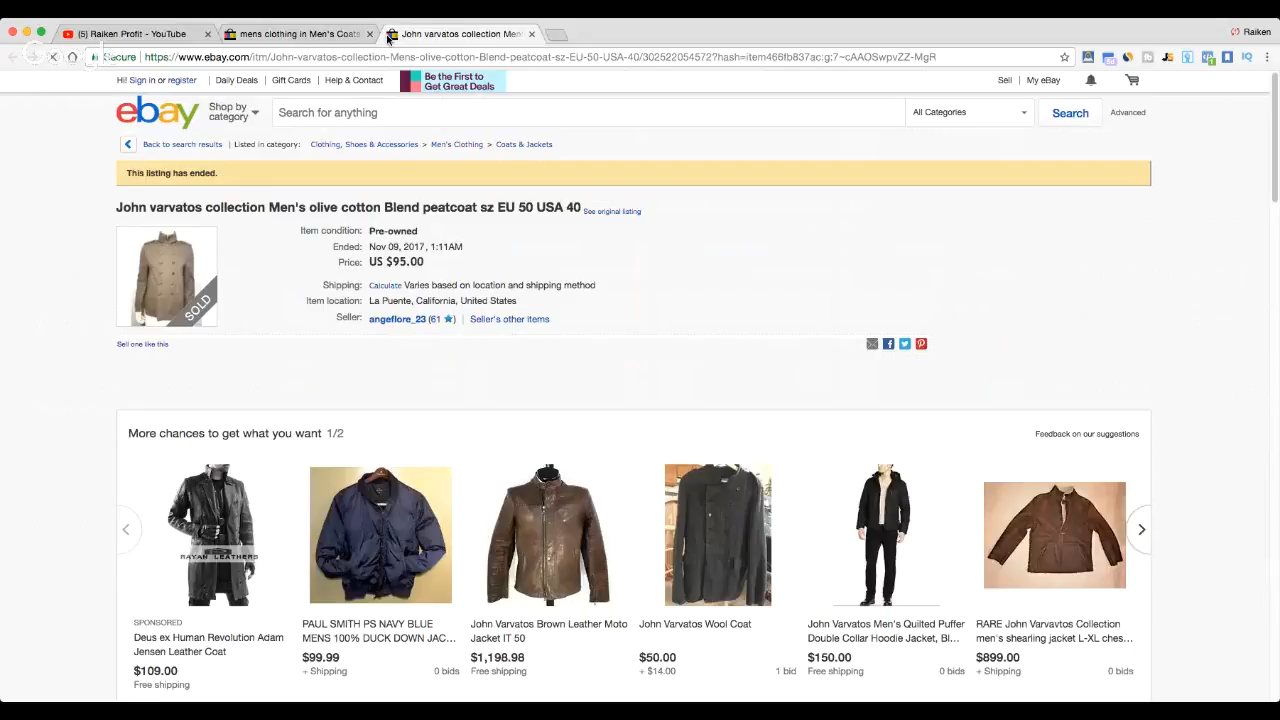 (5) Raiken Profit - YouTube
mens clothing in Men's Coats
John varvatos collection Men
Raiken
Secure
https://www.ebay.com/itm/John-varvatos-collection-Mens-olive-cotton-Blend-peatcoat-sz-EU-50-USA-40/302522054572?hash=item466fb837ac:g:7~cAAOSwpvZZ-MgR
Hi! Sign in or register
Daily Deals
Gift Cards
Help & Contact
Be the First to
Get Great Deals
Sell
My eBay
ebay
Shop by
category
Search for anything
All Categories
Search
Advanced
Back to search results
Listed in category:
Clothing, Shoes & Accessories > Men's Clothing > Coats & Jackets
This listing has ended.
John varvatos collection Men's olive cotton Blend peatcoat sz EU 50 USA 40
See original listing
SOLD
Item condition: Pre-owned
Ended: Nov 09, 2017 , 1:11AM
Price: US $95.00
Shipping: Calculate Varies based on location and shipping method
Item location: La Puente, California, United States
Seller: angeflore_23 (61 ) | Seller's other items
Sell one like this
More chances to get what you want 1/2
Feedback on our suggestions
RAYAN LEATHERS
SPONSORED
Deus ex Human Revolution Adam
Jensen Leather Coat
$109.00
Free shipping
PAUL SMITH PS NAVY BLUE
MENS 100% DUCK DOWN JAC...
$99.99
+ Shipping
0 bids
John Varvatos Brown Leather Moto
Jacket IT 50
$1,198.98
Free shipping
John Varvatos Wool Coat
$50.00
+ $14.00
1 bid
John Varvatos Men's Quilted Puffer
Double Collar Hoodie Jacket, Bl...
$150.00
Free shipping
0 bids
RARE John Varvavtos Collection
men's shearling jacket L-XL ches...
$899.00
+ Shipping
0 bids